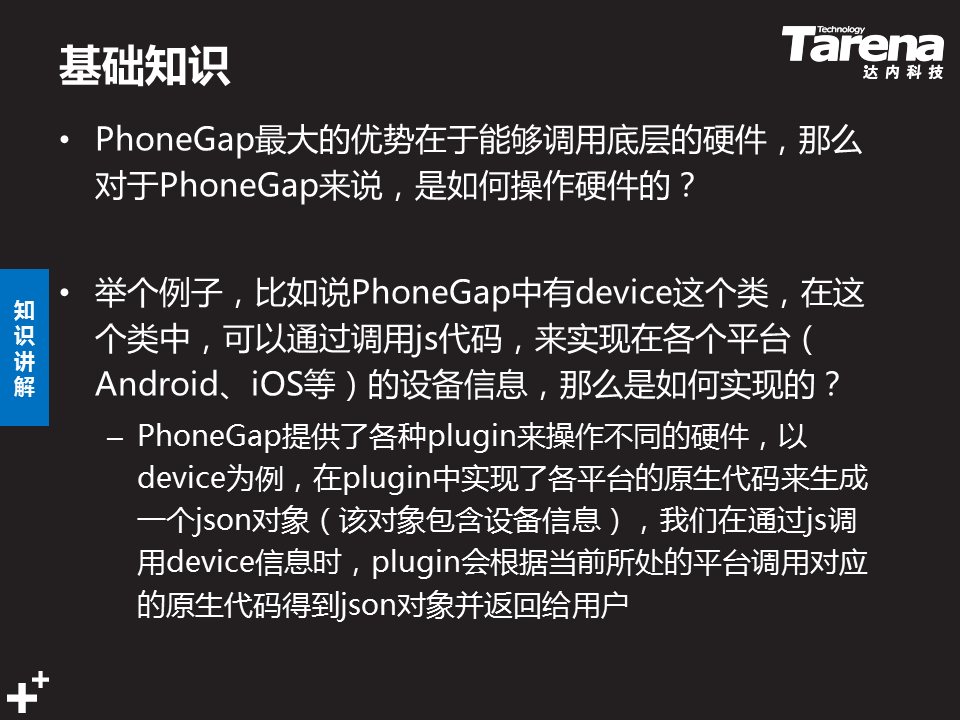 基础知识
Technology
Tarena
达内科技
• PhoneGap最大的优势在于能够调用底层的硬件，那么
对于PhoneGap来说，是如何操作硬件的？
• 举个例子，比如说PhoneGap中有device这个类，在这
个类中，可以通过调用js代码，来实现在各个平台（
Android、iOS等）的设备信息，那么是如何实现的？
– PhoneGap提供了各种plugin来操作不同的硬件，以
device为例，在plugin中实现了各平台的原生代码来生成
一个json对象（该对象包含设备信息），我们在通过js调
用device信息时，plugin会根据当前所处的平台调用对应
的原生代码得到json对象并返回给用户
知识讲解